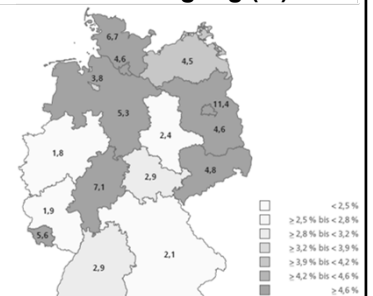 6,7
4,6
4,5
3,8
11,4
5,3
4,6
2,4
1,8
4,8
2,9
7,1
1,9
5,6
2,1
2,9
< 2,5 %
≥ 2,5 % bis < 2,8 %
≥ 2,8 % bis < 3,2 %
≥ 3,2 % bis < 3,9 %
≥ 3,9 % bis < 4,2 %
≥ 4,2 % bis < 4,6 %
≥ 4,6 %